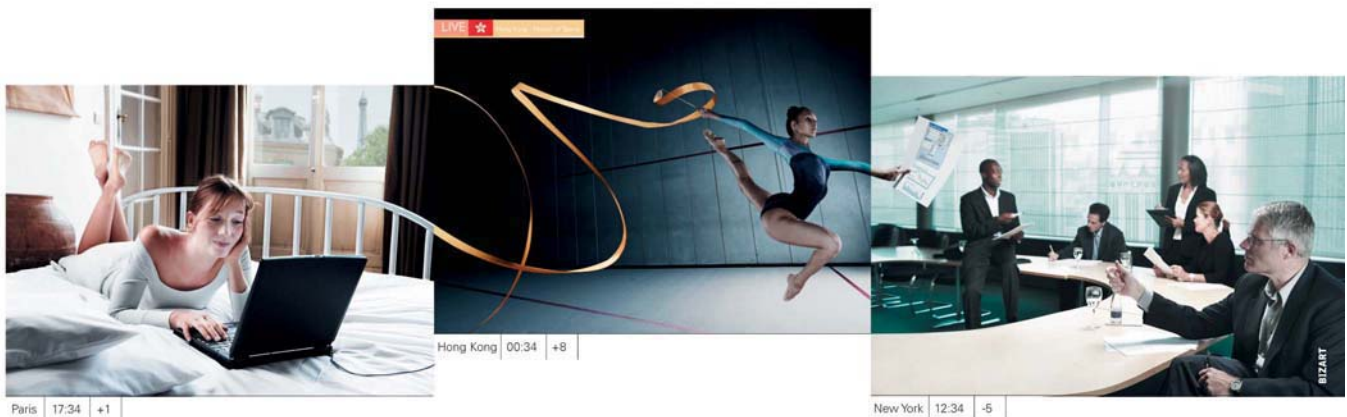 LIVE
Paris 17:34 +1
Hong Kong 00:34 +8
New York 12:34 -5
BIZART